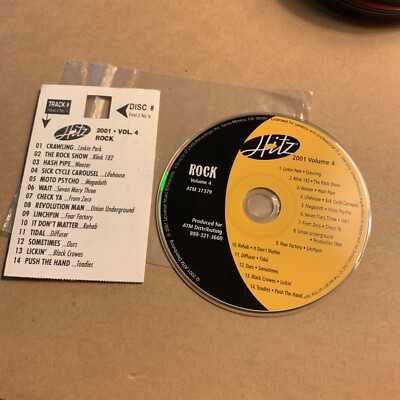 TRACK #
DISC #
Hitz
2001 • VOL. 4
ROCK
01 CRAWLING...Linkin Park
02 THE ROCK SHOW...Blink 182
03 HASH PIPE...Weezer
04 SICK CYCLE CAROUSEL...Lifehouse
05 MOTO PSYCHO...Megadeth
06 WAIT...Seven Mary Three
07 CHECK YA...From Zero
08 REVOLUTION MAN...Union Underground
09 LINCHPIN...Fear Factory
10 IT DON'T MATTER...Rehab
11 TIDAL...Diffuser
12 SOMETIMES...Ours
13 LICKIN'...Black Crowes
14 PUSH THE HAND...Toadies
Hitz
2001 Volume 4
ROCK
Volume 4
ATM 37379
Produced for
ATM Distributing
888-321-3660
1. Linkin Park • Crawling
2. Blink 182 • The Rock Show
3. Weezer • Hash Pipe
4. Lifehouse • Sick Cycle Carousel
5. Megadeth • Moto Psycho
6. Seven Mary Three • Wait
7. From Zero • Check Ya
8. Union Underground
Revolution Man
9. Fear Factory • Linchpin
10. Rehab • It Don't Matter
11. Diffuser • Tidal
12. Ours • Sometimes
13. Black Crowes • Lickin'
14. Toadies • Push The Hand